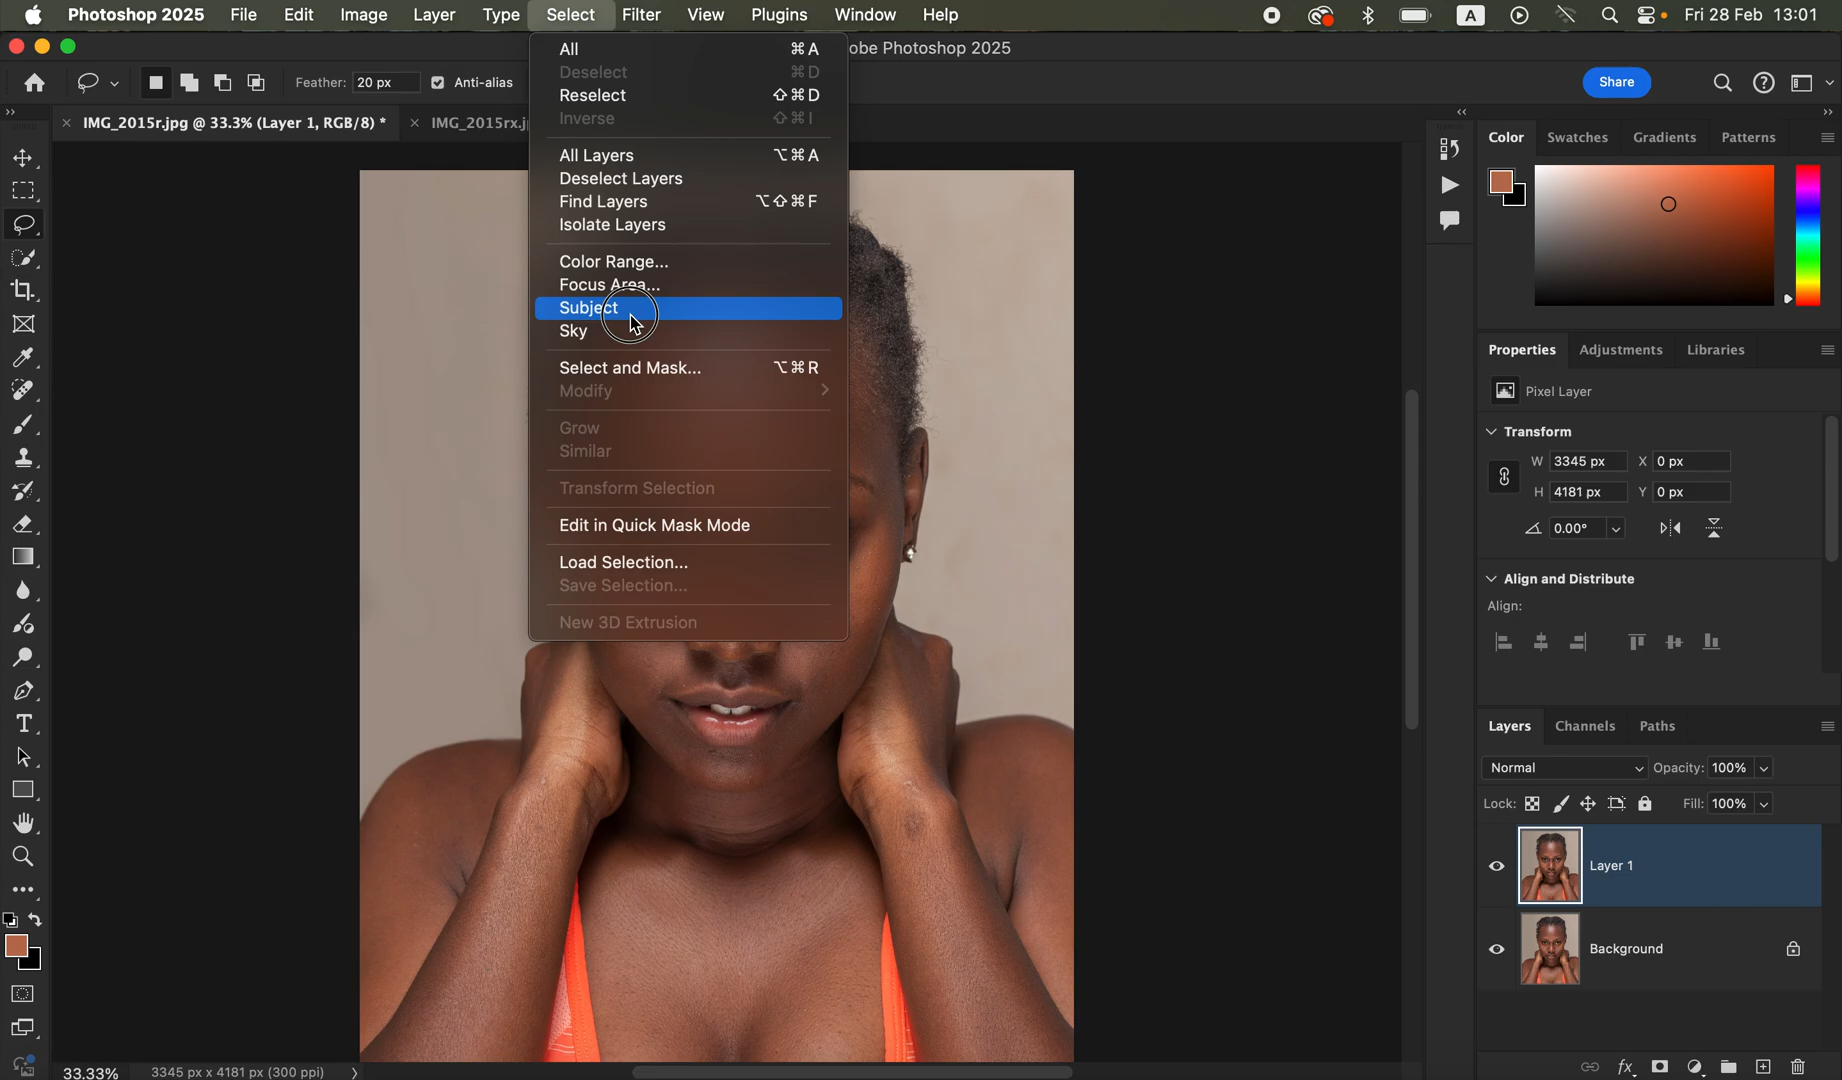 Photoshop 2025 File Edit Image Layer Type Select Filter View Plugins Window Help A Fri 28 Feb 13:01
obe Photoshop 2025
Feather: 20 px Anti-alias Share
IMG_2015r.jpg @ 33.3% (Layer 1, RGB/8) * IMG_2015rx.j
All ⌘A
Deselect ⌘D
Reselect ⇧⌘D
Inverse ⇧⌘I
All Layers ⌥⌘A
Deselect Layers
Find Layers ⌥⇧⌘F
Isolate Layers
Color Range...
Focus Area...
Subject
Sky
Select and Mask... ⌥⌘R
Modify
Grow
Similar
Transform Selection
Edit in Quick Mask Mode
Load Selection...
Save Selection...
New 3D Extrusion
Color Swatches Gradients Patterns
Properties Adjustments Libraries
Pixel Layer
Transform
W 3345 px X 0 px
H 4181 px Y 0 px
0.00°
Align and Distribute
Align:
Layers Channels Paths
Normal Opacity: 100%
Lock: Fill: 100%
Layer 1
Background
fx
33.33% 3345 px x 4181 px (300 ppi)